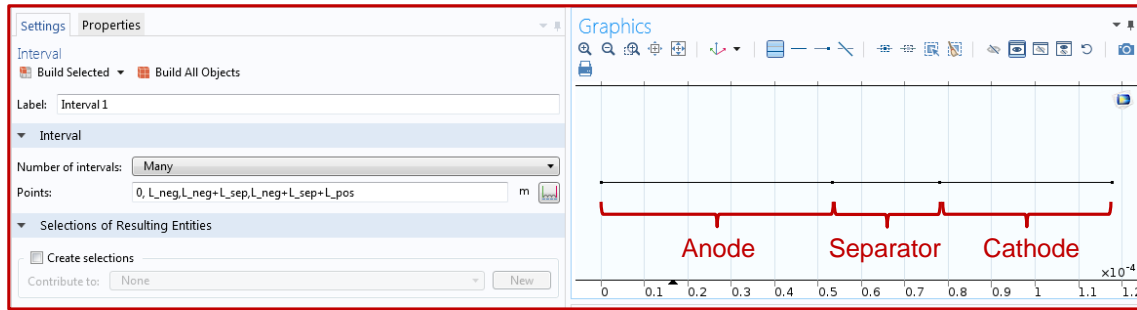 Settings Properties
Interval
Build Selected Build All Objects
Label: Interval 1
Interval
Number of intervals: Many
Points: 0, L_neg,L_neg+L_sep,L_neg+L_sep+L_pos m
Selections of Resulting Entities
Create selections
Contribute to: None New
Graphics
Anode Separator Cathode
×10⁻⁴
0 0.1 0.2 0.3 0.4 0.5 0.6 0.7 0.8 0.9 1 1.1 1.2